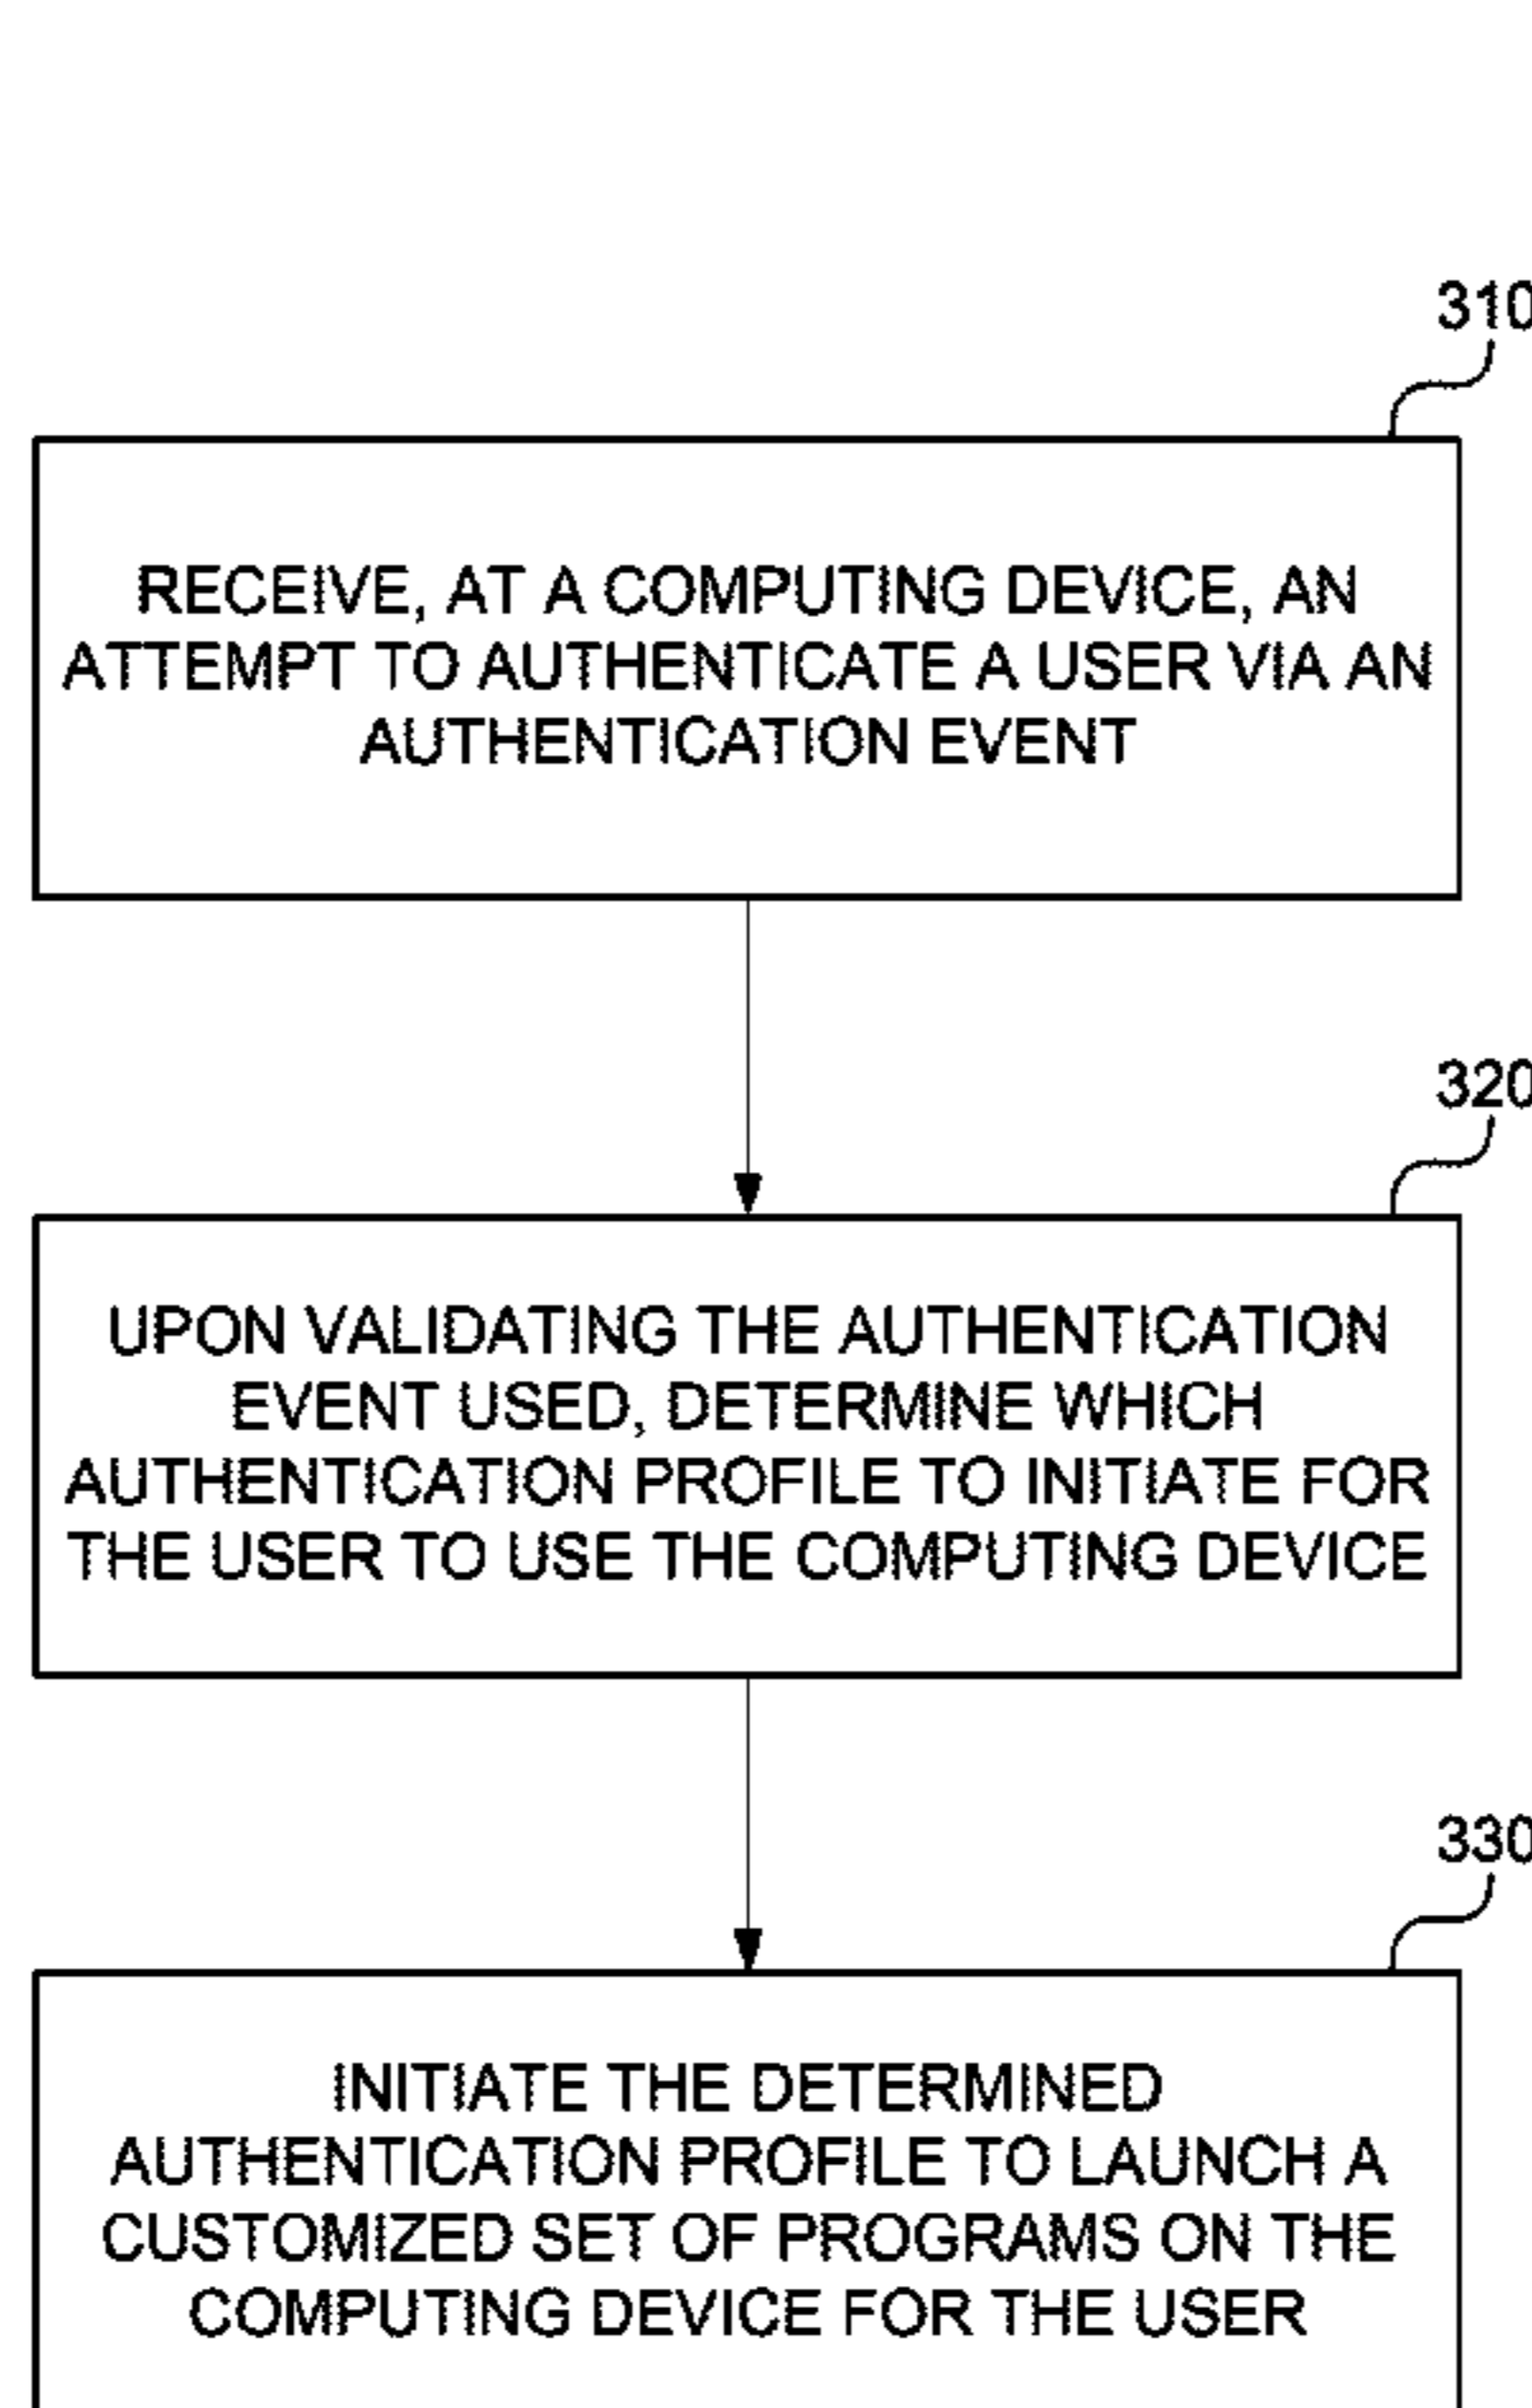 310
RECEIVE, AT A COMPUTING DEVICE, AN
ATTEMPT TO AUTHENTICATE A USER VIA AN
AUTHENTICATION EVENT
320
UPON VALIDATING THE AUTHENTICATION
EVENT USED, DETERMINE WHICH
AUTHENTICATION PROFILE TO INITIATE FOR
THE USER TO USE THE COMPUTING DEVICE
330
INITIATE THE DETERMINED
AUTHENTICATION PROFILE TO LAUNCH A
CUSTOMIZED SET OF PROGRAMS ON THE
COMPUTING DEVICE FOR THE USER